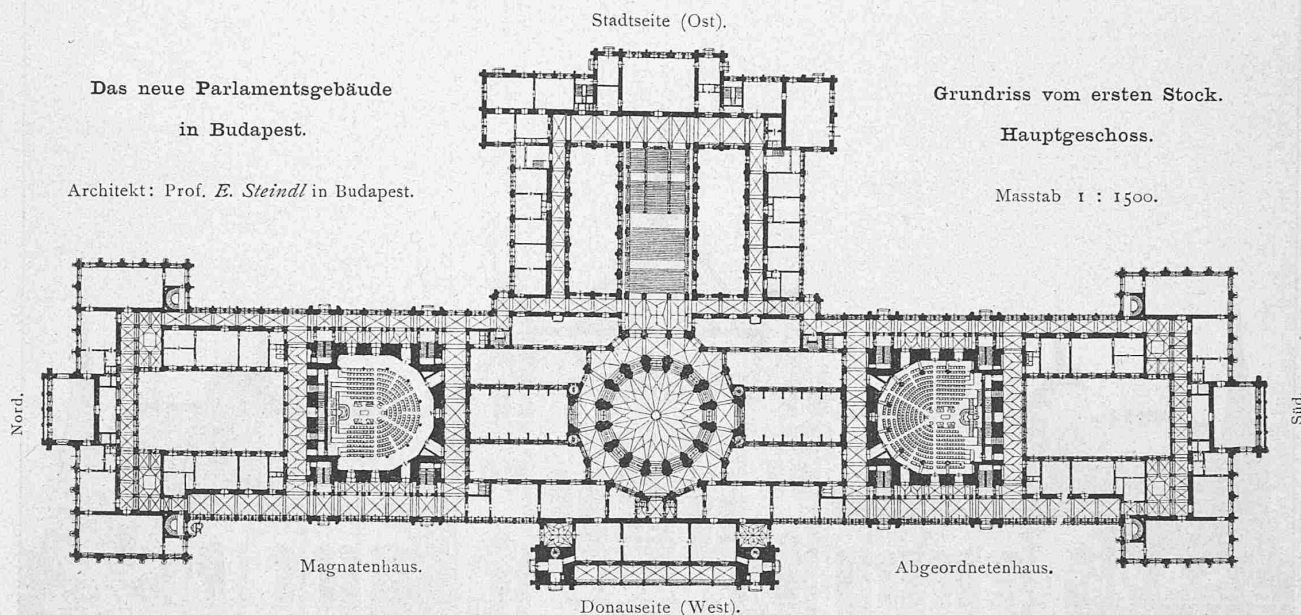 Stadtseite (Ost).
Das neue Parlamentsgebäude
in Budapest.
Architekt: Prof. E. Steindl in Budapest.
Grundriss vom ersten Stock.
Hauptgeschoss.
Masstab 1 : 1500.
Nord.
Süd
Magnatenhaus.
Abgeordnetenhaus.
Donauseite (West).